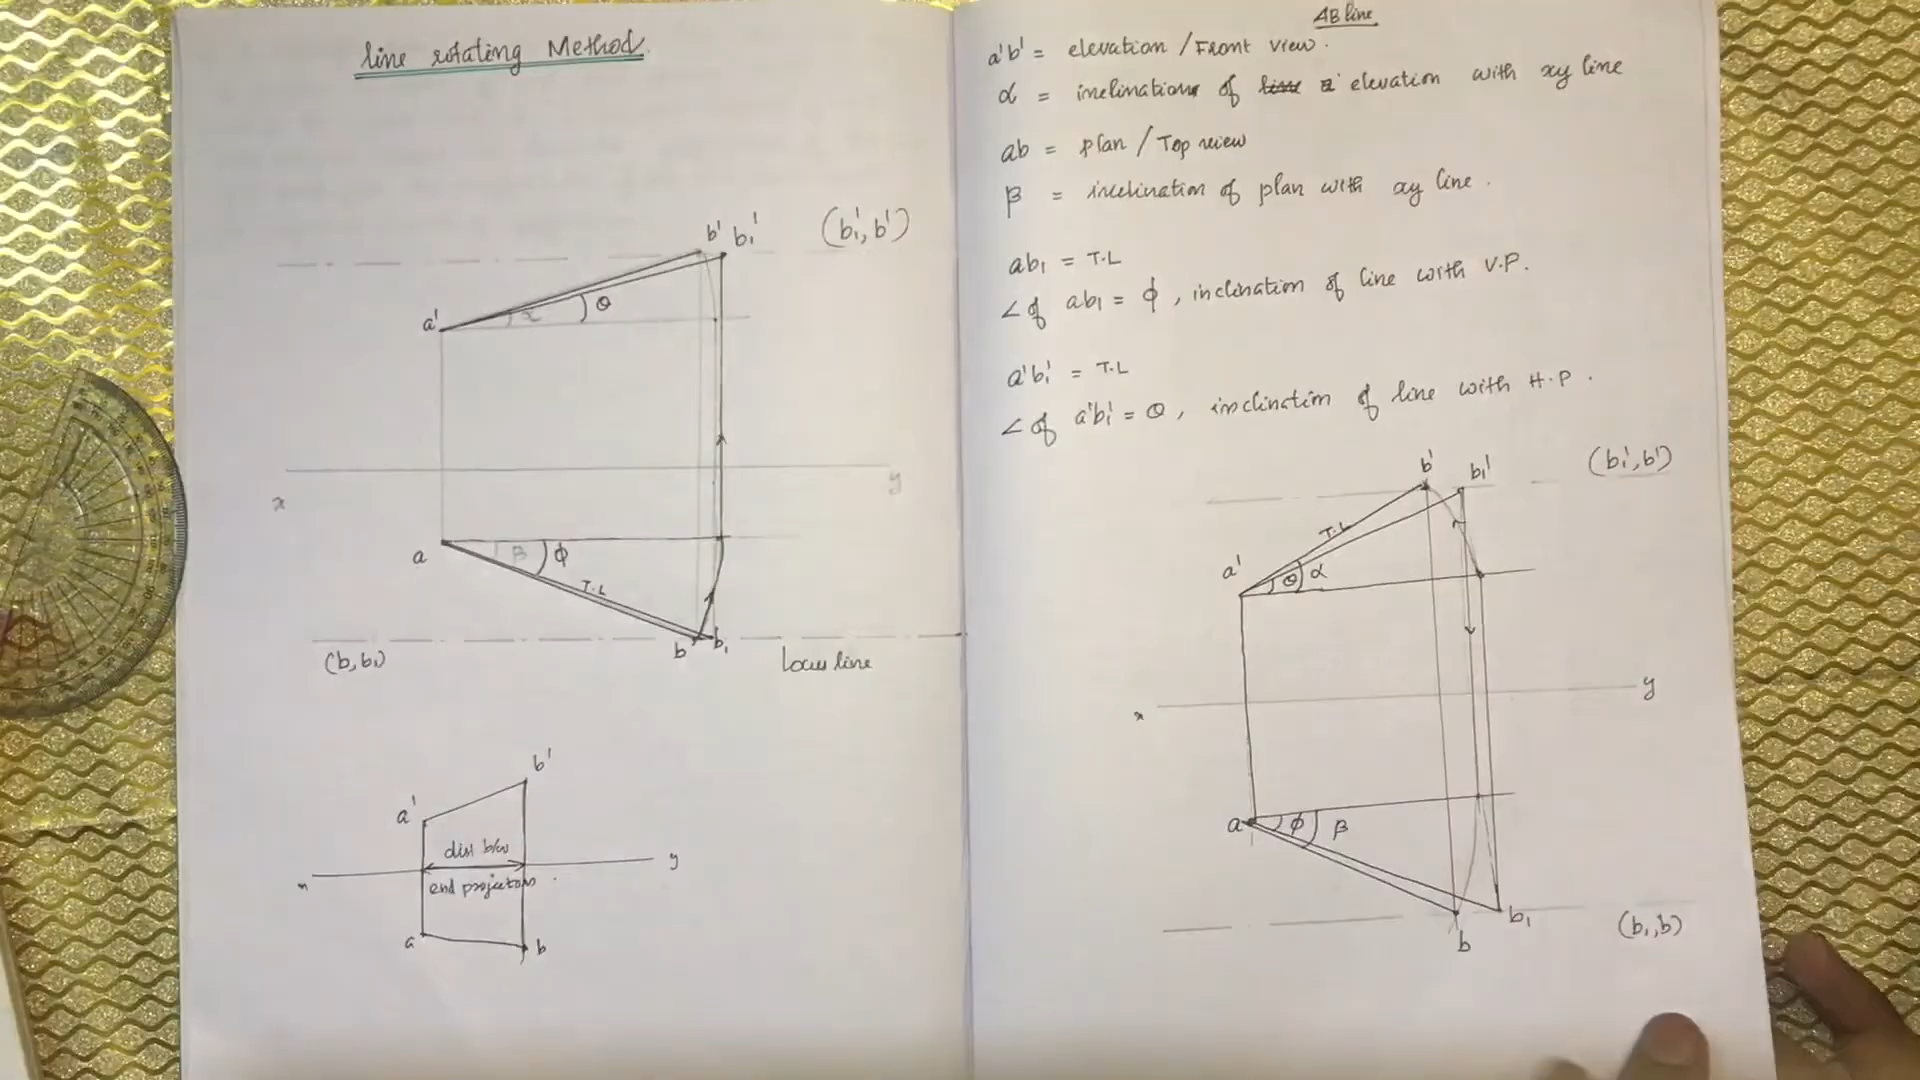 line rotating Method.
b' b₁' (b₁', b')
a' α θ
x y
a β φ
T.L
(b, b₁) b b₁ Locus line
b'
a'
dist b/w
x y
end projectors
a b
AB line
a'b' = elevation / Front view.
α = inclination of elevation with xy line
ab = plan / Top view
β = inclination of plan with xy line.
ab₁ = T.L
∠ of ab₁ = φ, inclination of line with V.P.
a'b₁' = T.L
∠ of a'b₁' = θ, inclination of line with H.P.
b' b₁' (b₁', b')
T.L
a' θ α
x y
a φ β
b b₁ (b₁, b)